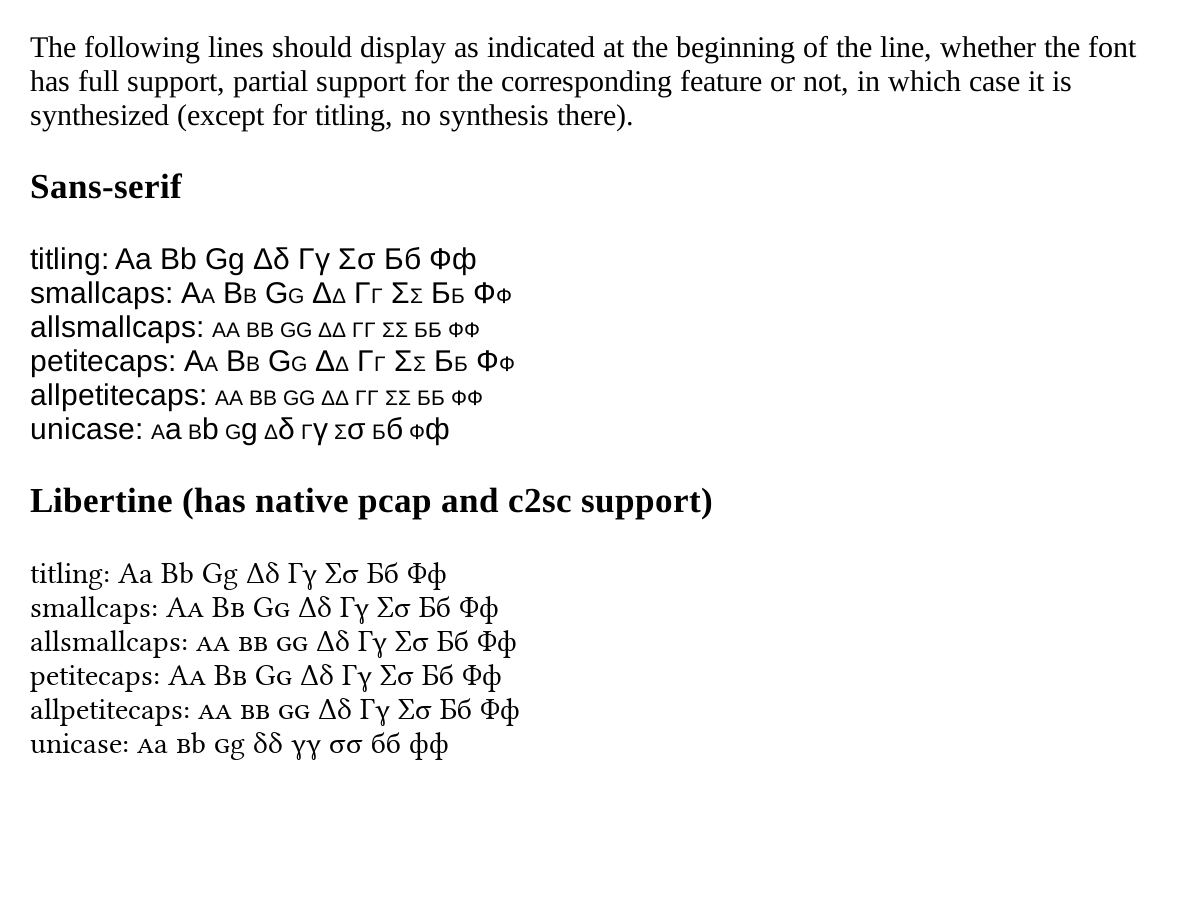 The following lines should display as indicated at the beginning of the line, whether the font
has full support, partial support for the corresponding feature or not, in which case it is
synthesized (except for titling, no synthesis there).
Sans-serif
titling: Aa Bb Gg Δδ Γγ Σσ Бб Фф
smallcaps: AA BB GG ΔΔ ΓΓ ΣΣ ББ ФФ
allsmallcaps: AA BB GG ΔΔ ΓΓ ΣΣ ББ ФФ
petitecaps: AA BB GG ΔΔ ΓΓ ΣΣ ББ ФФ
allpetitecaps: AA BB GG ΔΔ ΓΓ ΣΣ ББ ФФ
unicase: Aa Bb Gg Δδ Γγ Σσ Бб Фф
Libertine (has native pcap and c2sc support)
titling: Aa Bb Gg Δδ Γγ Σσ Бб Фф
smallcaps: AA BB GG Δδ Γγ Σσ Бб Фф
allsmallcaps: AA BB GG Δδ Γγ Σσ Бб Фф
petitecaps: AA BB GG Δδ Γγ Σσ Бб Фф
allpetitecaps: AA BB GG Δδ Γγ Σσ Бб Фф
unicase: Aa Bb Gg δδ γγ σσ бб фф